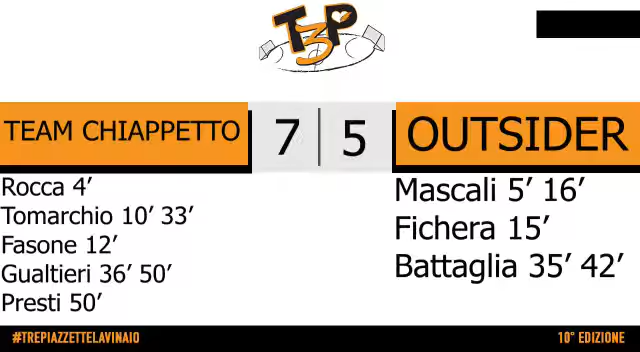 T3P
TEAM CHIAPPETTO
7
5
OUTSIDER
Rocca 4’
Tomarchio 10’ 33’
Fasone 12’
Gualtieri 36’ 50’
Presti 50’
Mascali 5’ 16’
Fichera 15’
Battaglia 35’ 42’
#TREPIAZZETTELAVINAIO
10° EDIZIONE